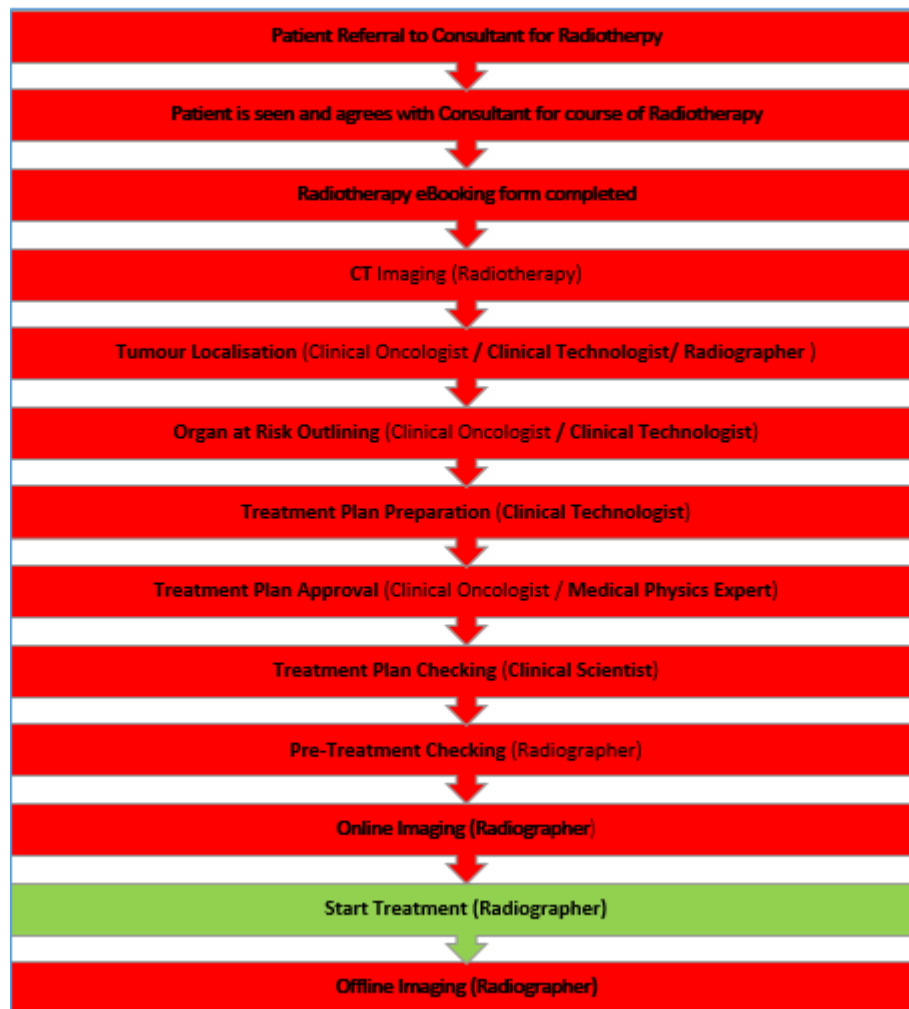 Patient Referral to Consultant for Radiotherpy
Patient is seen and agrees with Consultant for course of Radiotherapy
Radiotherapy eBooking form completed
CT Imaging (Radiotherapy)
Tumour Localisation (Clinical Oncologist / Clinical Technologist/ Radiographer )
Organ at Risk Outlining (Clinical Oncologist / Clinical Technologist)
Treatment Plan Preparation (Clinical Technologist)
Treatment Plan Approval (Clinical Oncologist / Medical Physics Expert)
Treatment Plan Checking (Clinical Scientist)
Pre-Treatment Checking (Radiographer)
Online Imaging (Radiographer)
Start Treatment (Radiographer)
Offline Imaging (Radiographer)